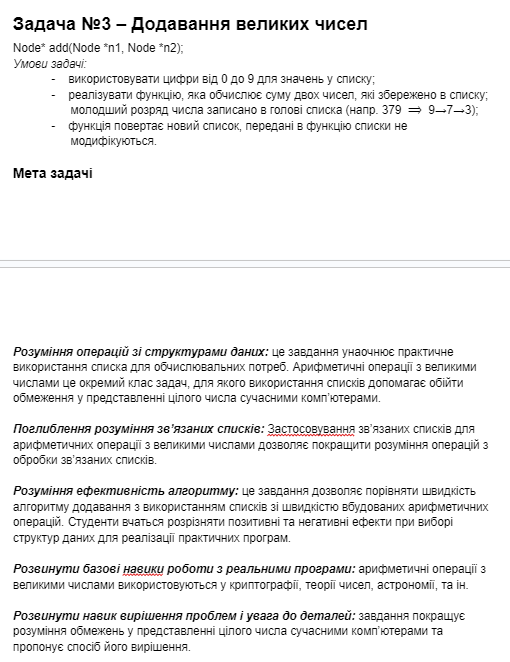 Задача №3 – Додавання великих чисел
Node* add(Node *n1, Node *n2);
Умови задачі:
- використовувати цифри від 0 до 9 для значень у списку;
- реалізувати функцію, яка обчислює суму двох чисел, які збережено в списку;
молодший розряд числа записано в голові списка (напр. 379 ⟹ 9→7→3);
- функція повертає новий список, передані в функцію списки не
модифікуються.
Мета задачі
Розуміння операцій зі структурами даних: це завдання унаочнює практичне
використання списка для обчислювальних потреб. Арифметичні операції з великими
числами це окремий клас задач, для якого використання списків допомагає обійти
обмеження у представленні цілого числа сучасними комп'ютерами.
Поглиблення розуміння зв'язаних списків: Застосовування зв'язаних списків для
арифметичних операції з великими числами дозволяє покращити розуміння операцій з
обробки зв'язаних списків.
Розуміння ефективність алгоритму: це завдання дозволяє порівняти швидкість
алгоритму додавання з використанням списків зі швидкістю вбудованих арифметичних
операцій. Студенти вчаться розрізняти позитивні та негативні ефекти при виборі
структур даних для реалізації практичних програм.
Розвинути базові навики роботи з реальними програми: арифметичні операції з
великими числами використовуються у криптографії, теорії чисел, астрономії, та ін.
Розвинути навик вирішення проблем і увага до деталей: завдання покращує
розуміння обмежень у представленні цілого числа сучасними комп'ютерами та
пропонує спосіб його вирішення.